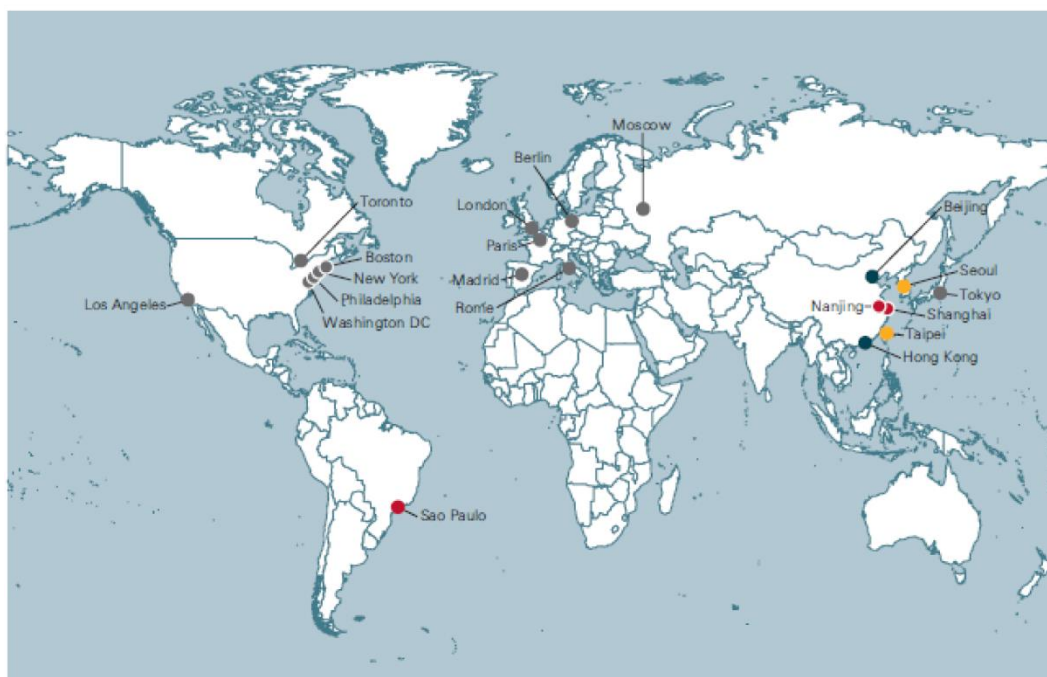 Moscow
Berlin
London
Paris
Madrid
Rome
Toronto
Boston
New York
Philadelphia
Washington DC
Los Angeles
Beijing
Seoul
Tokyo
Nanjing
Shanghai
Taipei
Hong Kong
Sao Paulo